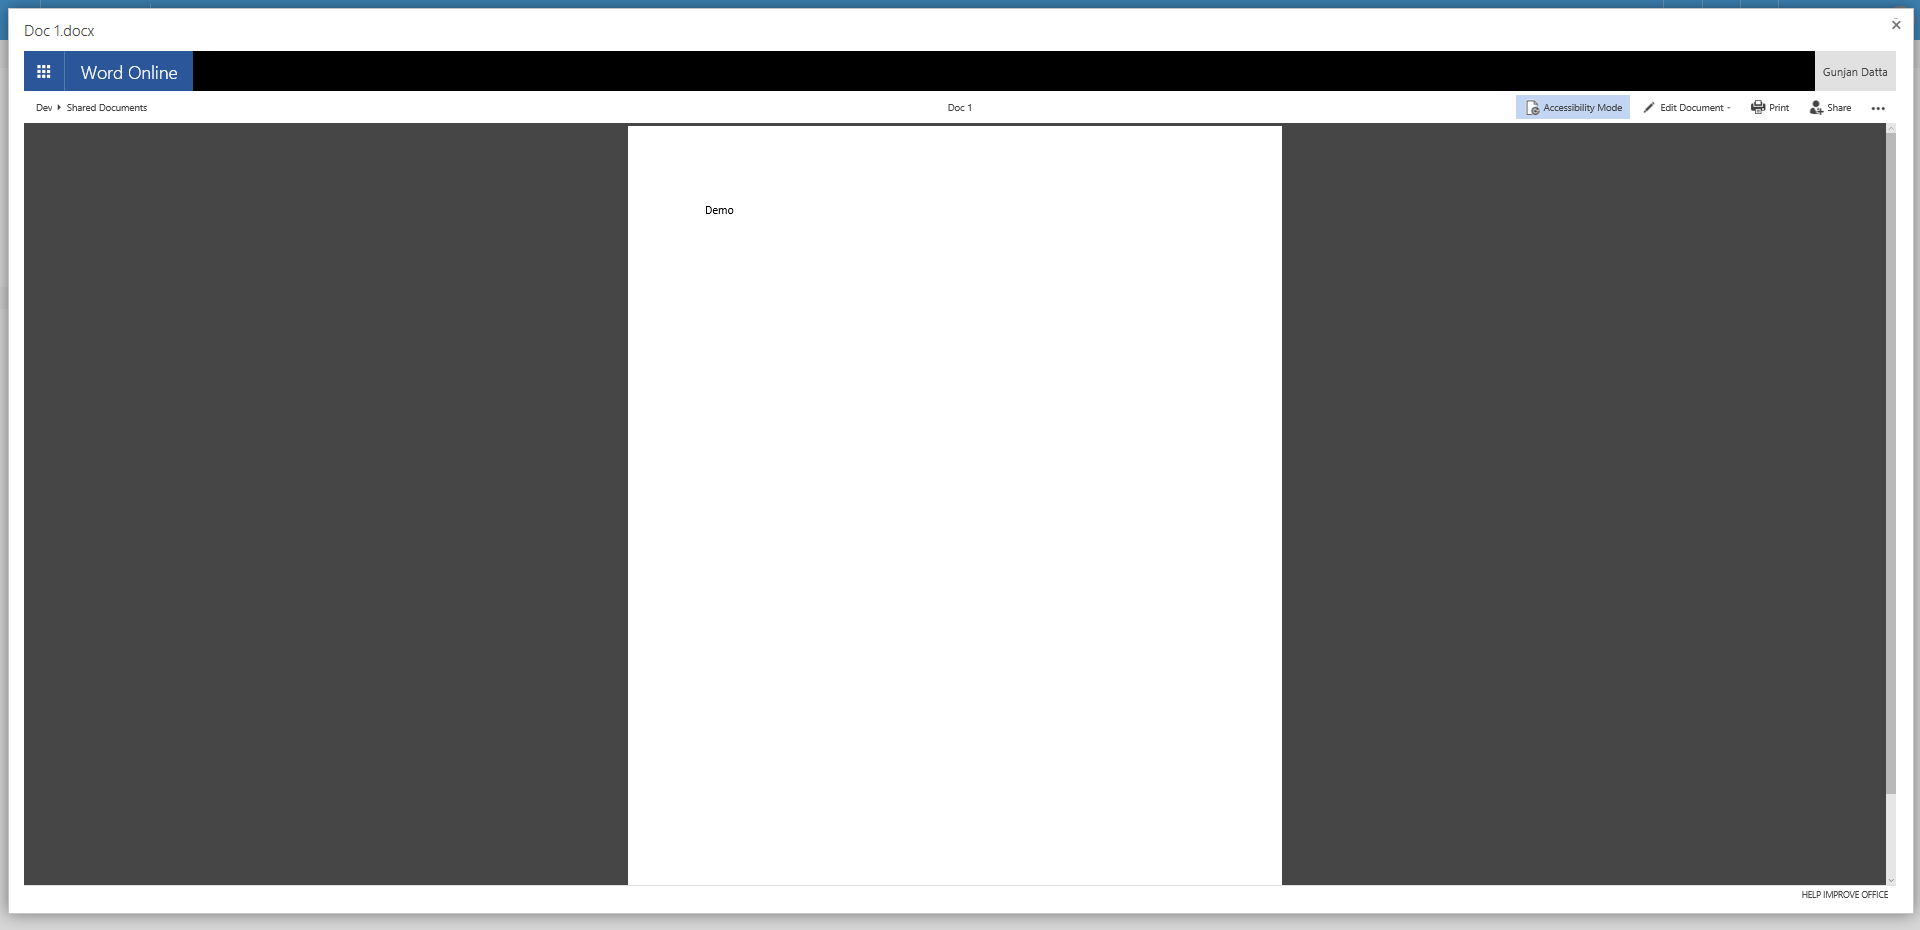 Doc 1.docx
Word Online
Gunjan Datta
Dev Shared Documents
Doc 1
Accessibility Mode
Edit Document
Print
Share
Demo
HELP IMPROVE OFFICE